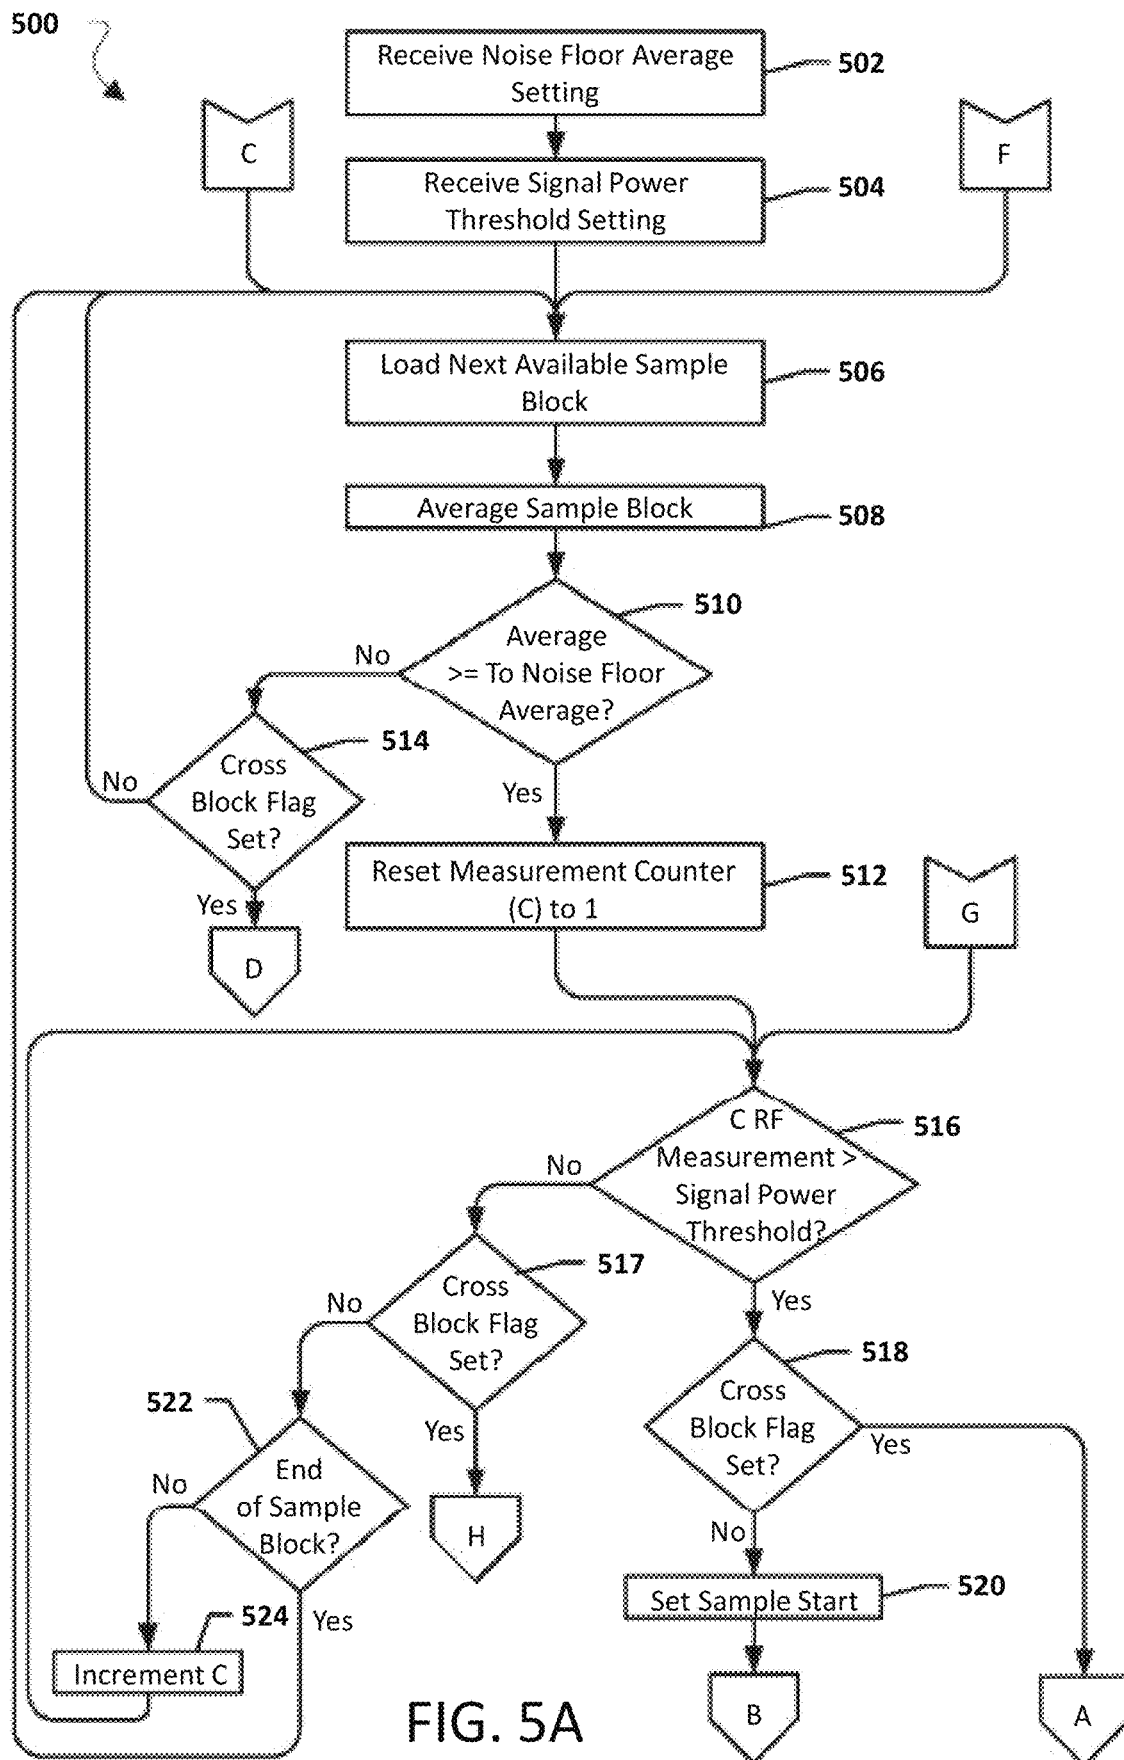 500
Receive Noise Floor Average
Setting
502
C
F
Receive Signal Power
Threshold Setting
504
Load Next Available Sample
Block
506
Average Sample Block
508
510
Average
>= To Noise Floor
Average?
No
514
Cross
Block Flag
Set?
No
Yes
Yes
D
Reset Measurement Counter
(C) to 1
512
G
C RF
Measurement >
Signal Power
Threshold?
516
No
Yes
517
Cross
Block Flag
Set?
No
Yes
H
518
Cross
Block Flag
Set?
Yes
No
522
End
of Sample
Block?
No
Yes
520
Set Sample Start
524
Increment C
B
A
FIG. 5A